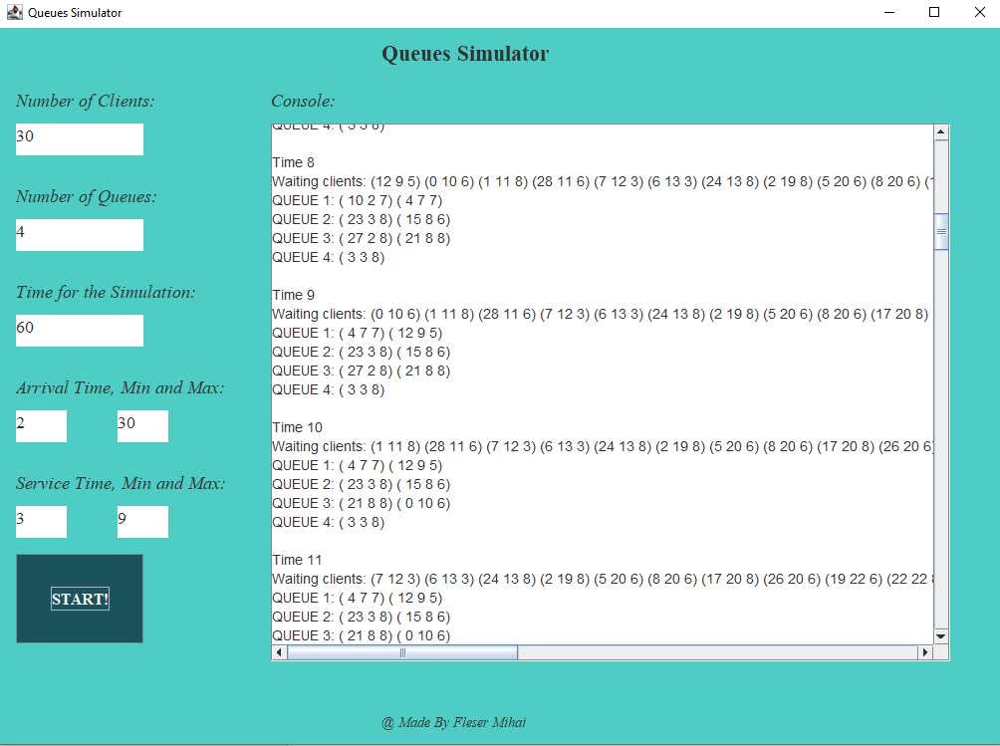 Queues Simulator
Queues Simulator
Number of Clients:
30
Number of Queues:
4
Time for the Simulation:
60
Arrival Time, Min and Max:
2 30
Service Time, Min and Max:
3 9
START!
Console:
QUEUE 4: ( 3 3 8)
Time 8
Waiting clients: (12 9 5) (0 10 6) (1 11 8) (28 11 6) (7 12 3) (6 13 3) (24 13 8) (2 19 8) (5 20 6) (8 20 6)
QUEUE 1: ( 10 2 7) ( 4 7 7)
QUEUE 2: ( 23 3 8) ( 15 8 6)
QUEUE 3: ( 27 2 8) ( 21 8 8)
QUEUE 4: ( 3 3 8)
Time 9
Waiting clients: (0 10 6) (1 11 8) (28 11 6) (7 12 3) (6 13 3) (24 13 8) (2 19 8) (5 20 6) (8 20 6) (17 20 8)
QUEUE 1: ( 4 7 7) ( 12 9 5)
QUEUE 2: ( 23 3 8) ( 15 8 6)
QUEUE 3: ( 27 2 8) ( 21 8 8)
QUEUE 4: ( 3 3 8)
Time 10
Waiting clients: (1 11 8) (28 11 6) (7 12 3) (6 13 3) (24 13 8) (2 19 8) (5 20 6) (8 20 6) (17 20 8) (26 20 6)
QUEUE 1: ( 4 7 7) ( 12 9 5)
QUEUE 2: ( 23 3 8) ( 15 8 6)
QUEUE 3: ( 21 8 8) ( 0 10 6)
QUEUE 4: ( 3 3 8)
Time 11
Waiting clients: (7 12 3) (6 13 3) (24 13 8) (2 19 8) (5 20 6) (8 20 6) (17 20 8) (26 20 6) (19 22 6) (22 22
QUEUE 1: ( 4 7 7) ( 12 9 5)
QUEUE 2: ( 23 3 8) ( 15 8 6)
QUEUE 3: ( 21 8 8) ( 0 10 6)
@ Made By Fleser Mihai